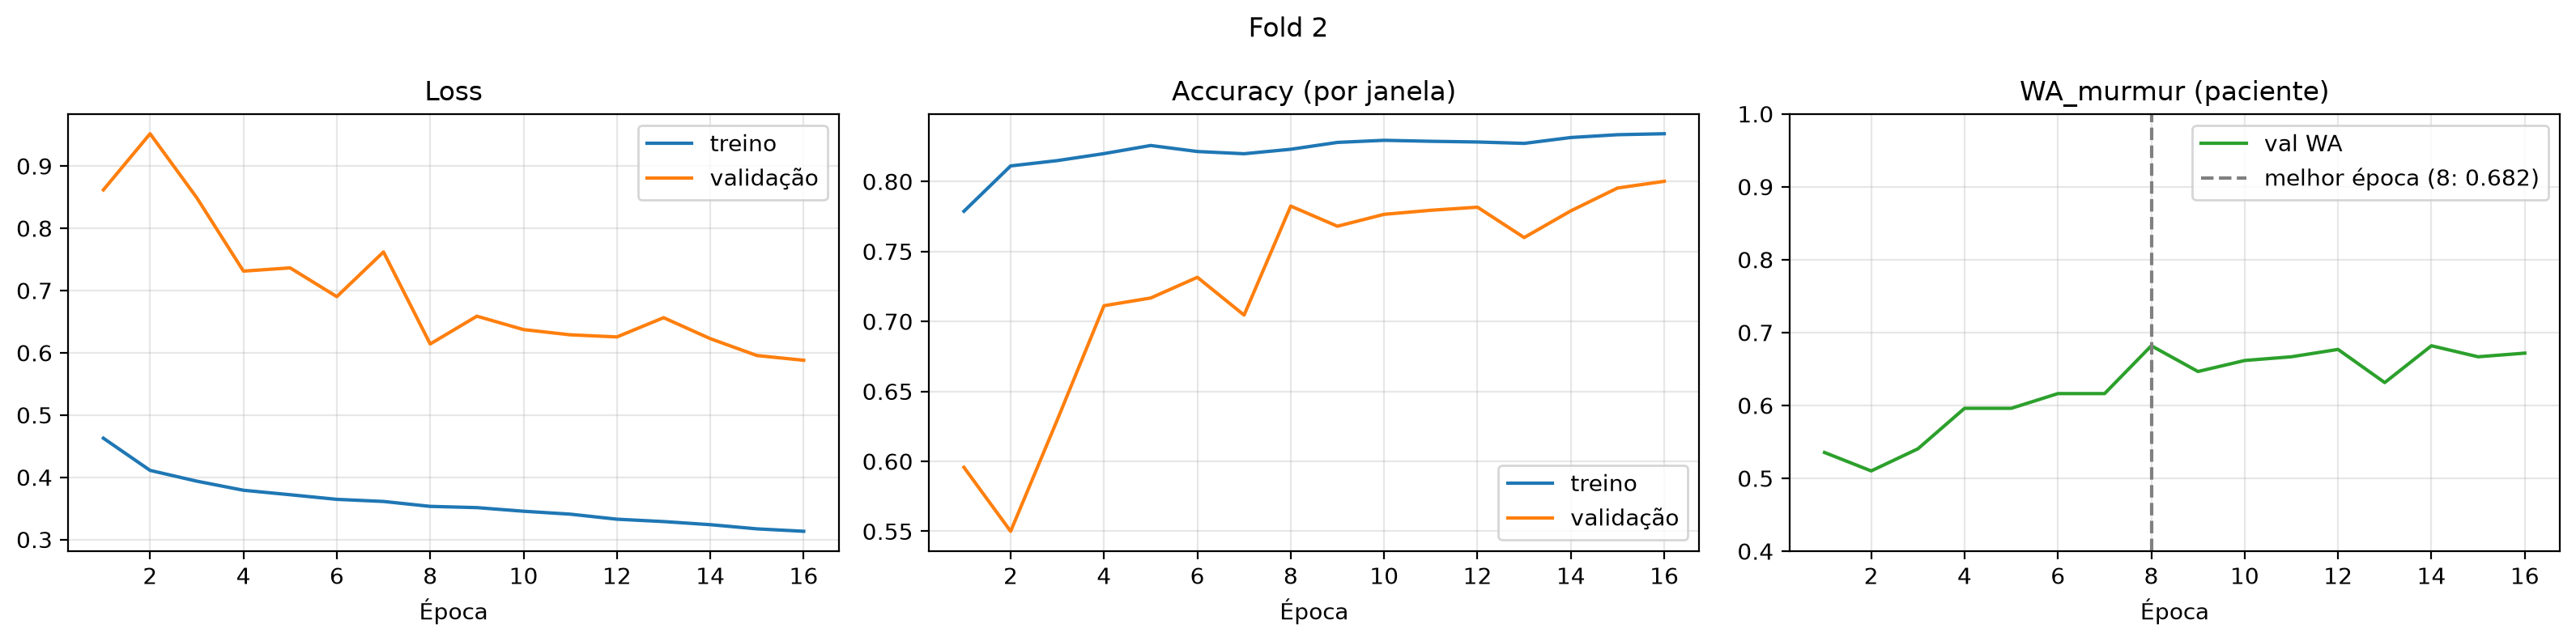 Fold 2
Loss
0.9
0.8
0.7
0.6
0.5
0.4
0.3
2 4 6 8 10 12 14 16
Época
treino
validação
Accuracy (por janela)
0.80
0.75
0.70
0.65
0.60
0.55
2 4 6 8 10 12 14 16
Época
treino
validação
WA_murmur (paciente)
1.0
0.9
0.8
0.7
0.6
0.5
0.4
2 4 6 8 10 12 14 16
Época
val WA
melhor época (8: 0.682)